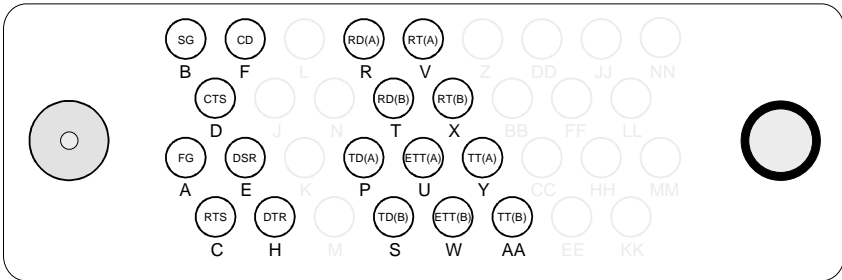 SG CD RD(A) RT(A)
B F L R V Z DD JJ NN
CTS RD(B) RT(B)
D J N T X BB FF LL
FG DSR TD(A) ETT(A) TT(A)
A E K P U Y CC HH MM
RTS DTR TD(B) ETT(B) TT(B)
C H M S W AA EE KK